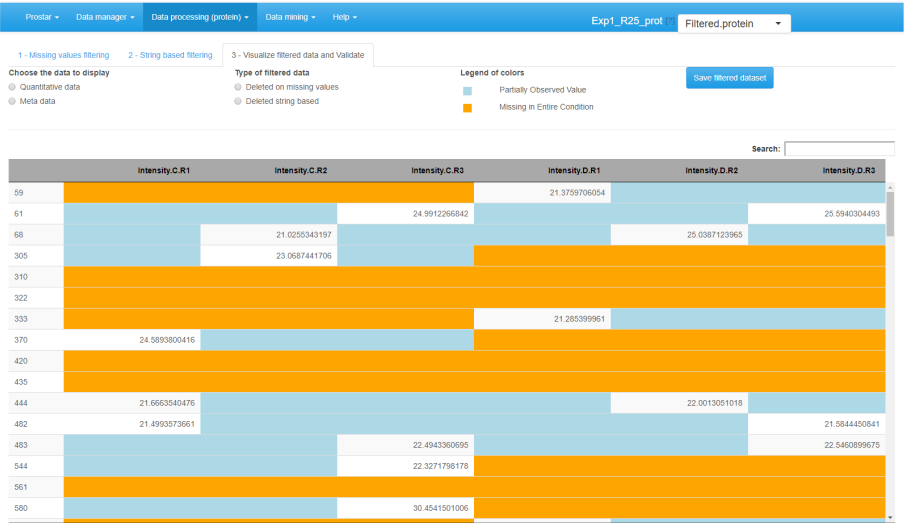 Prostar Data manager Data processing (protein) Data mining Help Exp1_R25_prot [?] Filtered.protein
1 - Missing values filtering 2 - String based filtering 3 - Visualize filtered data and Validate
Choose the data to display Type of filtered data Legend of colors Save filtered dataset
Quantitative data Deleted on missing values Partially Observed Value
Meta data Deleted string based Missing in Entire Condition
Search:
Intensity.C.R1 Intensity.C.R2 Intensity.C.R3 Intensity.D.R1 Intensity.D.R2 Intensity.D.R3
59 21.3759706054
61 24.9912266842 25.5940304493
68 21.0255343197 25.0387123965
305 23.0687441706
310
322
333 21.285399961
370 24.5893800416
420
435
444 21.6663540476 22.0013051018
482 21.4993573661 21.5844450841
483 22.4943360695 22.5460899675
544 22.3271798178
561
580 30.4541501006